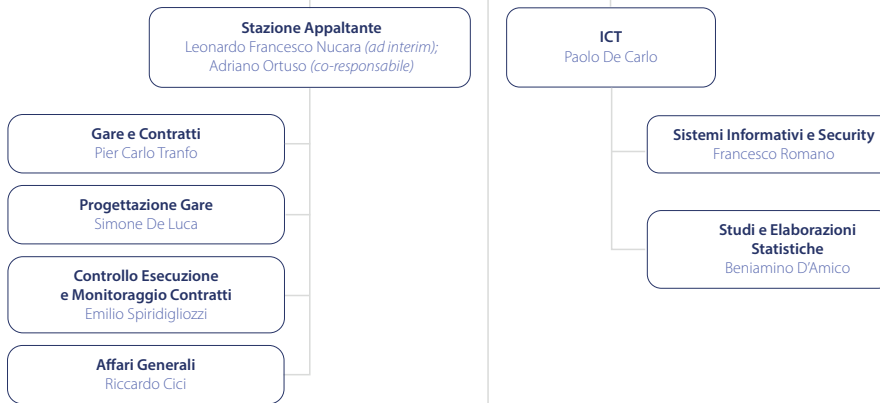 Stazione Appaltante
Leonardo Francesco Nucara (ad interim);
Adriano Ortuso (co-responsabile)
Gare e Contratti
Pier Carlo Tranfo
Progettazione Gare
Simone De Luca
Controllo Esecuzione
e Monitoraggio Contratti
Emilio Spiridigliozzi
Affari Generali
Riccardo Cici
ICT
Paolo De Carlo
Sistemi Informativi e Security
Francesco Romano
Studi e Elaborazioni
Statistiche
Beniamino D'Amico